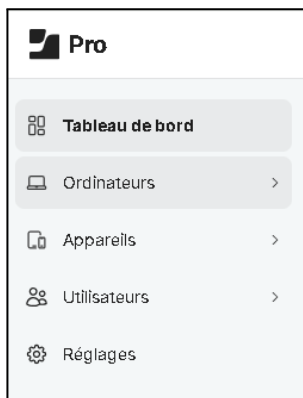 Pro
Tableau de bord
Ordinateurs
Appareils
Utilisateurs
Réglages